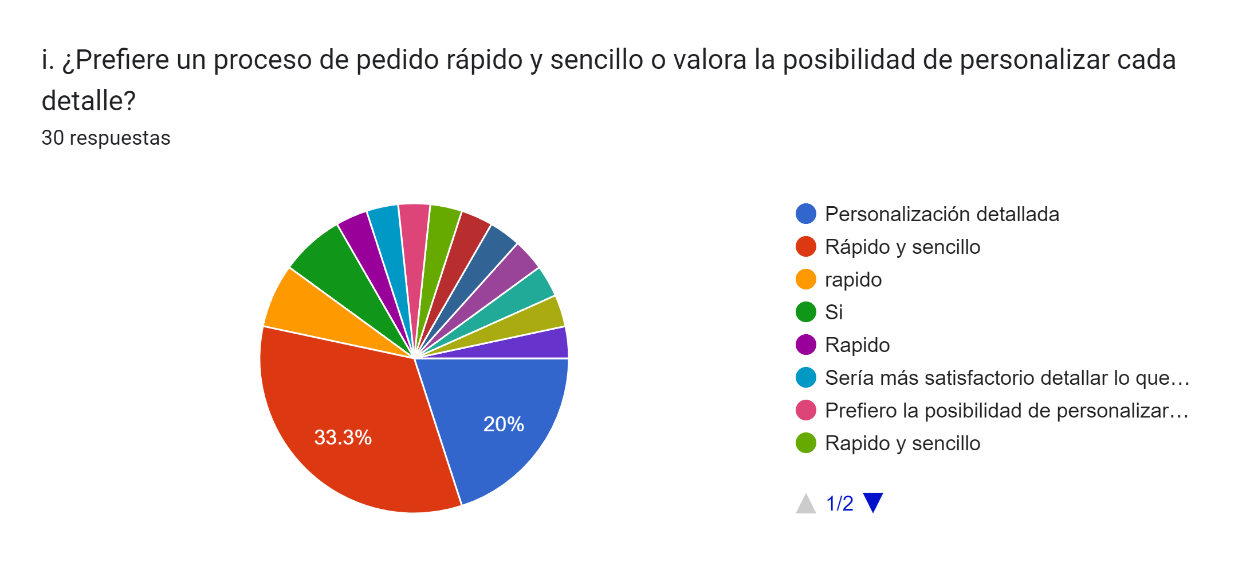 i. ¿Prefiere un proceso de pedido rápido y sencillo o valora la posibilidad de personalizar cada
detalle?
30 respuestas
33.3%
20%
Personalización detallada
Rápido y sencillo
rapido
Si
Rapido
Sería más satisfactorio detallar lo que…
Prefiero la posibilidad de personalizar…
Rapido y sencillo
1/2